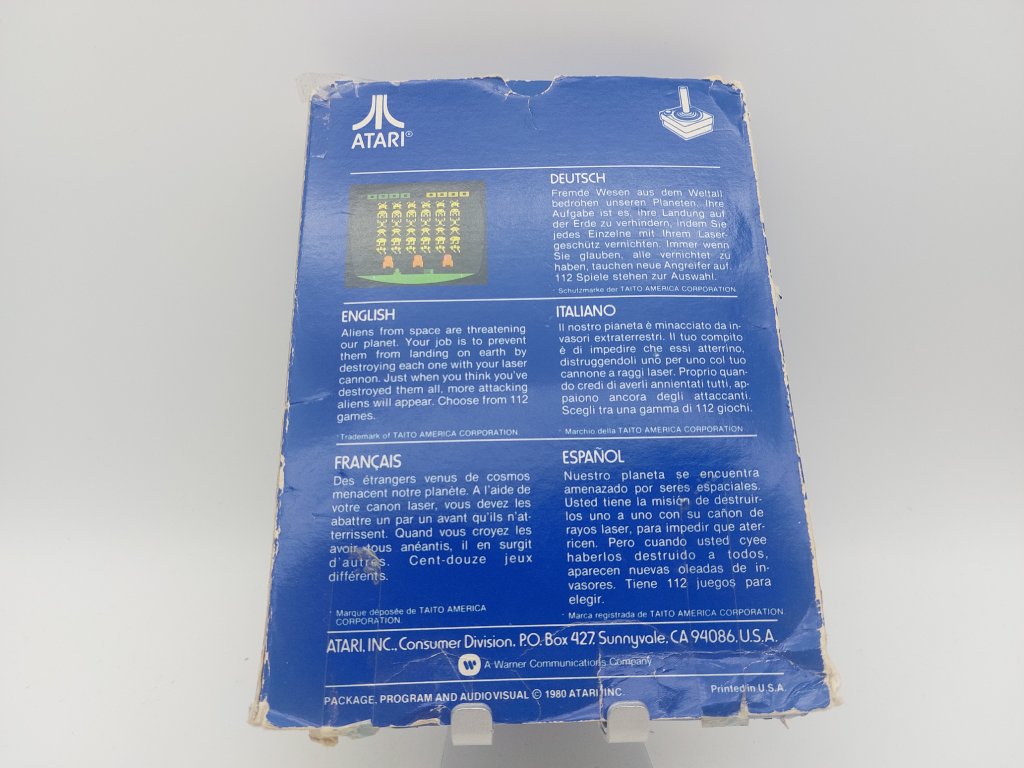 ATARI®
DEUTSCH
Fremde Wesen aus dem Weltall
bedrohen unseren Planeten. Ihre
Aufgabe ist es, ihre Landung auf
der Erde zu verhindern, indem Sie
jedes Einzelne mit Ihrem Laser-
geschütz vernichten. Immer wenn
Sie glauben, alle vernichtet zu
haben, tauchen neue Angreifer auf.
112 Spiele stehen zur Auswahl.
* Schutzmarke der TAITO AMERICA CORPORATION
ENGLISH
Aliens from space are threatening
our planet. Your job is to prevent
them from landing on earth by
destroying each one with your laser
cannon. Just when you think you've
destroyed them all, more attacking
aliens will appear. Choose from 112
games.
* Trademark of TAITO AMERICA CORPORATION
ITALIANO
Il nostro pianeta è minacciato da in-
vasori extraterrestri. Il tuo compito
è di impedire che essi atterrino,
distruggendoli uno per uno col tuo
cannone a raggi laser. Proprio quan-
do credi di averli annientati tutti, ap-
paiono ancora degli attaccanti.
Scegli tra una gamma di 112 giochi.
* Marchio della TAITO AMERICA CORPORATION
FRANÇAIS
Des étrangers venus de cosmos
menacent notre planète. A l'aide de
votre canon laser, vous devez les
abattre un par un avant qu'ils n'at-
terrissent. Quand vous croyez les
avoir tous anéantis, il en surgit
d'autres. Cent-douze jeux
différents.
* Marque déposée de TAITO AMERICA
CORPORATION.
ESPAÑOL
Nuestro planeta se encuentra
amenazado por seres espaciales.
Usted tiene la misión de destruir-
los uno a uno con su cañon de
rayos laser, para impedir que ater-
ricen. Pero cuando usted cyee
haberlos destruido a todos,
aparecen nuevas oleadas de in-
vasores. Tiene 112 juegos para
elegir.
* Marca registrada de TAITO AMERICA CORPORATION.
ATARI, INC., Consumer Division, P.O. Box 427, Sunnyvale, CA 94086, U.S.A.
A Warner Communications Company
PACKAGE, PROGRAM AND AUDIOVISUAL © 1980 ATARI, INC.
Printed in U.S.A.